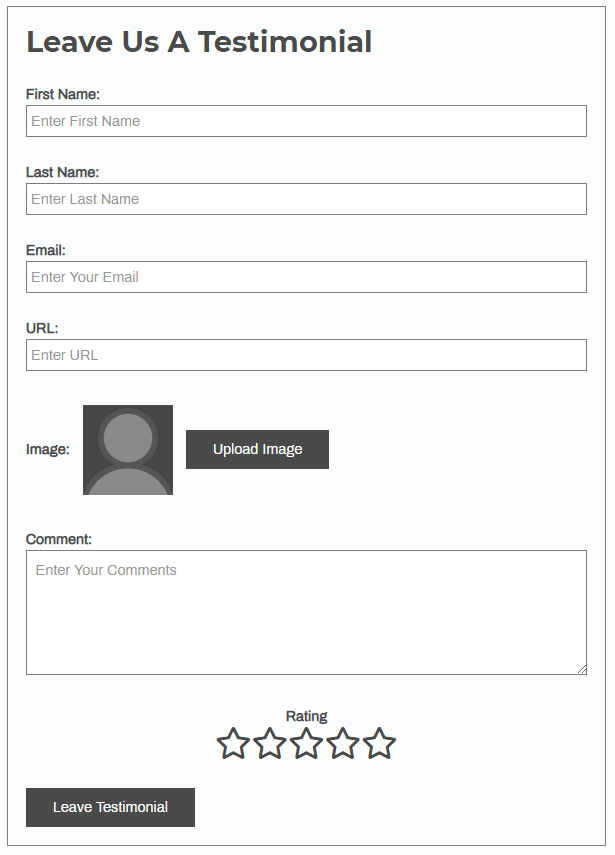 Leave Us A Testimonial
First Name:
Enter First Name
Last Name:
Enter Last Name
Email:
Enter Your Email
URL:
Enter URL
Image:
Upload Image
Comment:
Enter Your Comments
Rating
Leave Testimonial